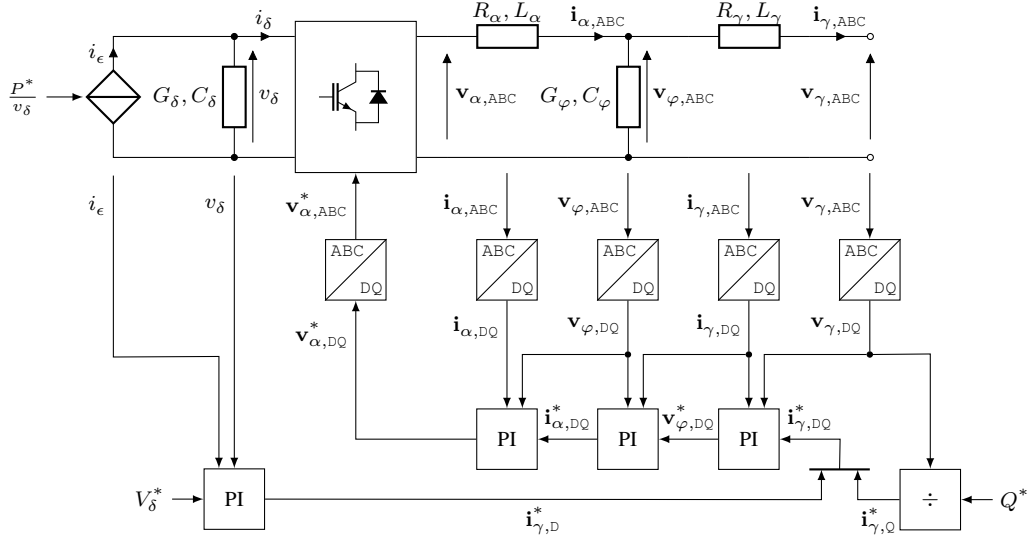 i_δ
R_α, L_α
i_α,ABC
R_γ, L_γ
i_γ,ABC
i_ϵ
P*/v_δ
G_δ, C_δ
v_δ
v_α,ABC
G_φ, C_φ
v_φ,ABC
v_γ,ABC
i_ϵ
v_δ
v*_α,ABC
i_α,ABC
v_φ,ABC
i_γ,ABC
v_γ,ABC
ABC
DQ
ABC
DQ
ABC
DQ
ABC
DQ
ABC
DQ
v*_α,DQ
i_α,DQ
v_φ,DQ
i_γ,DQ
v_γ,DQ
PI
i*_α,DQ
PI
v*_φ,DQ
PI
i*_γ,DQ
V_δ*
PI
i*_γ,D
i*_γ,Q
÷
Q*